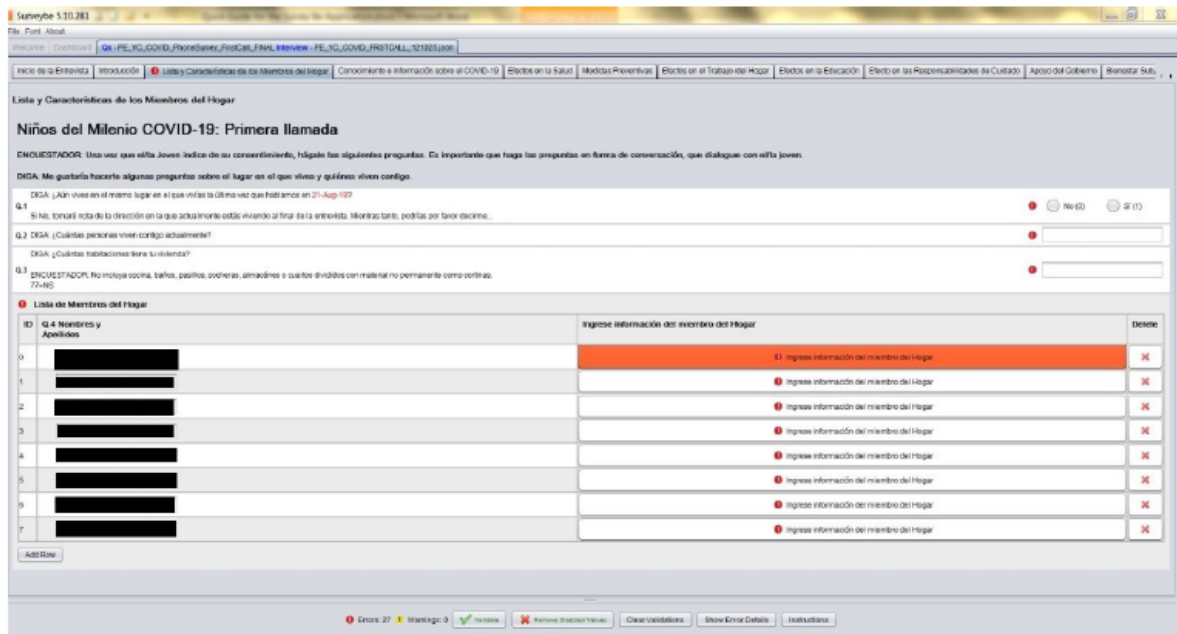 Surveybe 5.10.281
File Font About
Welcome Dashboard Qs - PE_YC_COVID_PhoneSurvey_FirstCall_FINAL Interview - PE_YC_COVID_FIRSTCALL_121025.json
Inicio de la Entrevista Introducción Lista y Características de los Miembros del Hogar Conocimiento e Información sobre el COVID-19 Efectos en la Salud Medidas Preventivas Efectos en el Trabajo del Hogar Efectos en la Educación Efecto en las Responsabilidades de Cuidado Apoyo del Gobierno Bienestar Subj
Lista y Características de los Miembros del Hogar
Niños del Milenio COVID-19: Primera llamada
ENCUESTADOR: Una vez que el/la Joven indice de su consentimiento, hágale las siguientes preguntas. Es importante que haga las preguntas en forma de conversación, que dialogue con el/la joven.
DIGA: Me gustaría hacerte algunas preguntas sobre el lugar en el que vives y quiénes viven contigo.
DIGA: ¿Aún vives en el mismo lugar en el que vivías la última vez que hablamos en 21-Aug-19?
Q.1
Si No, tomaré nota de la dirección en la que actualmente estás viviendo al final de la entrevista. Mientras tanto, podrías por favor decirme...
No (0) Sí (1)
Q.2 DIGA: ¿Cuántas personas viven contigo actualmente?
DIGA: ¿Cuántas habitaciones tiene tu vivienda?
Q.3 ENCUESTADOR: No incluya cocina, baños, pasillos, cocheras, almacénes o cuartos divididos con material no permanente como cortinas.
77=NS
Lista de Miembros del Hogar
ID Q.4 Nombres y Apellidos Ingrese información del miembro del Hogar Delete
0 Ingrese información del miembro del Hogar
1 Ingrese información del miembro del Hogar
2 Ingrese información del miembro del Hogar
3 Ingrese información del miembro del Hogar
4 Ingrese información del miembro del Hogar
5 Ingrese información del miembro del Hogar
6 Ingrese información del miembro del Hogar
7 Ingrese información del miembro del Hogar
Add Row
Errors: 27 Warnings: 0 Validate Remove Disabled Values Clear Validations Show Error Details Instructions